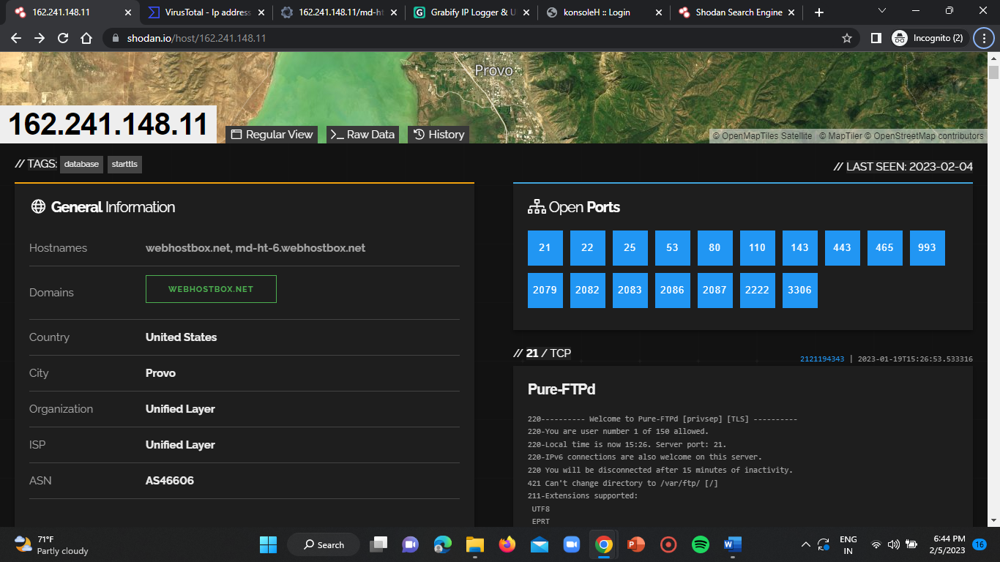 162.241.148.11
VirusTotal - Ip address
162.241.148.11/md-ht
Grabify IP Logger & U
konsoleH :: Login
Shodan Search Engine
shodan.io/host/162.241.148.11
Incognito (2)
Provo
162.241.148.11
Regular View
>_ Raw Data
History
© OpenMapTiles Satellite © MapTiler © OpenStreetMap contributors
// TAGS: database starttls
// LAST SEEN: 2023-02-04
General Information
Hostnames webhostbox.net, md-ht-6.webhostbox.net
Domains WEBHOSTBOX.NET
Country United States
City Provo
Organization Unified Layer
ISP Unified Layer
ASN AS46606
Open Ports
21 22 25 53 80 110 143 443 465 993
2079 2082 2083 2086 2087 2222 3306
// 21 / TCP
2121194343 | 2023-01-19T15:26:53.533316
Pure-FTPd
220---------- Welcome to Pure-FTPd [privsep] [TLS] ----------
220-You are user number 1 of 150 allowed.
220-Local time is now 15:26. Server port: 21.
220-IPv6 connections are also welcome on this server.
220 You will be disconnected after 15 minutes of inactivity.
421 Can't change directory to /var/ftp/ [/]
211-Extensions supported:
UTF8
EPRT
71°F
Partly cloudy
Search
ENG
IN
6:44 PM
2/5/2023
16